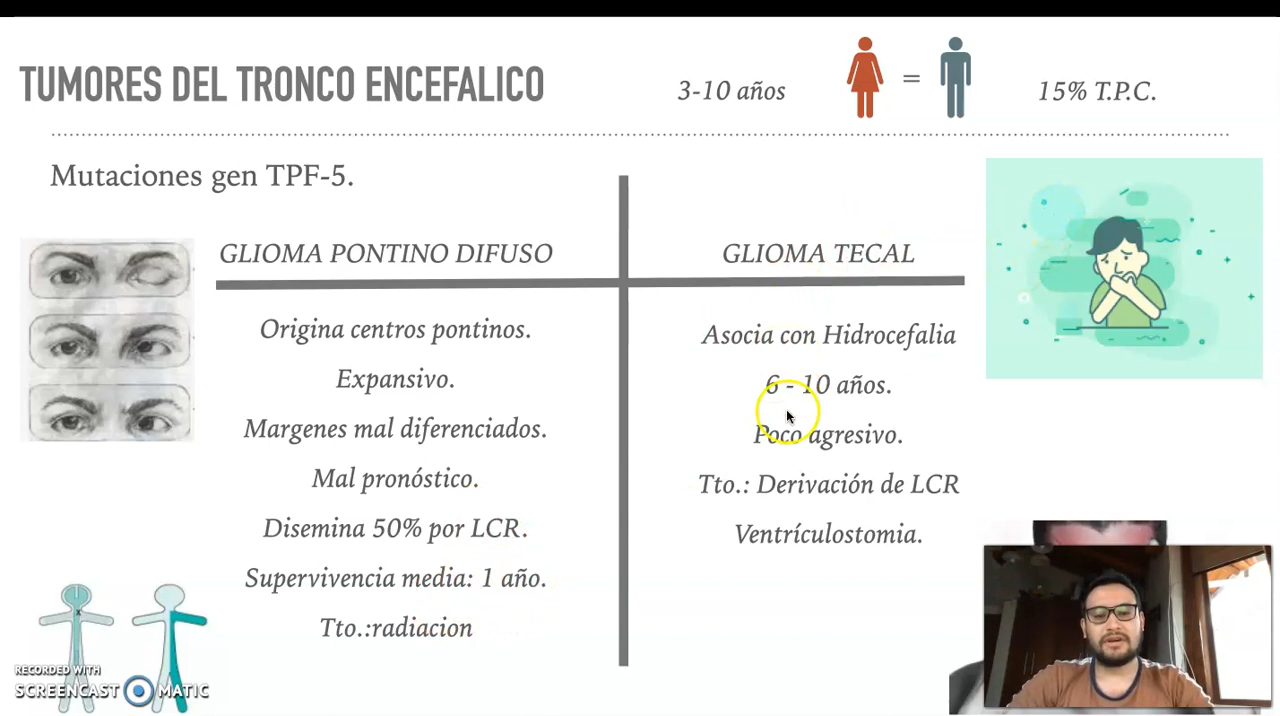 TUMORES DEL TRONCO ENCEFALICO
3-10 años
=
15% T.P.C.
Mutaciones gen TPF-5.
GLIOMA PONTINO DIFUSO
Origina centros pontinos.
Expansivo.
Margenes mal diferenciados.
Mal pronóstico.
Disemina 50% por LCR.
Supervivencia media: 1 año.
Tto.:radiacion
GLIOMA TECAL
Asocia con Hidrocefalia
6 - 10 años.
Poco agresivo.
Tto.: Derivación de LCR
Ventrículostomia.
RECORDED WITH
SCREENCAST MATIC